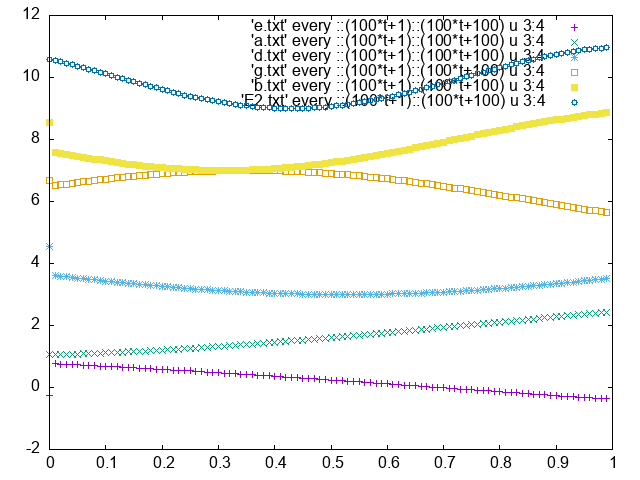 12
10
8
6
4
2
0
-2
'e.txt' every ::(100*t+1)::(100*t+100) u 3:4
'a.txt' every ::(100*t+1)::(100*t+100) u 3:4
'd.txt' every ::(100*t+1)::(100*t+100) u 3:4
'g.txt' every ::(100*t+1)::(100*t+100) u 3:4
'b.txt' every ::(100*t+1)::(100*t+100) u 3:4
'E2.txt' every ::(100*t+1)::(100*t+100) u 3:4
0 0.1 0.2 0.3 0.4 0.5 0.6 0.7 0.8 0.9 1